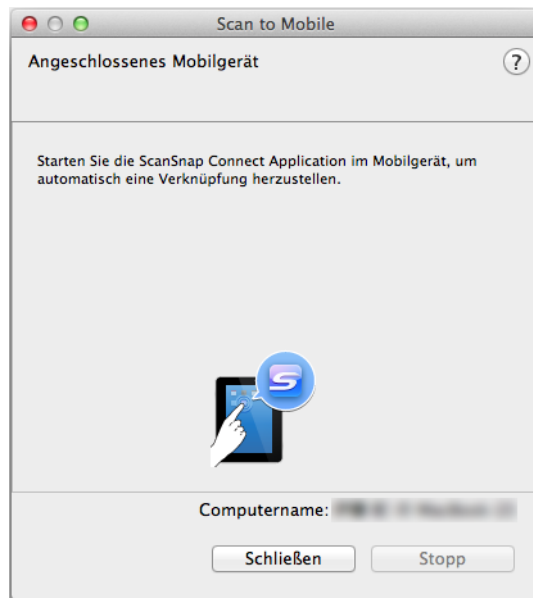 Scan to Mobile
Angeschlossenes Mobilgerät
?
Starten Sie die ScanSnap Connect Application im Mobilgerät, um
automatisch eine Verknüpfung herzustellen.
S
Computername:
Schließen
Stopp